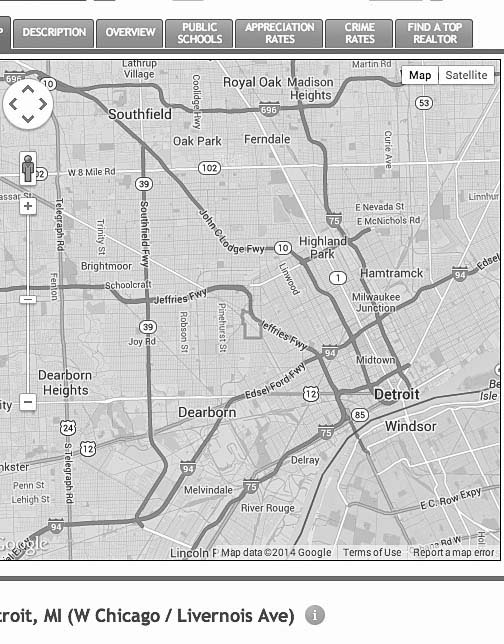 DESCRIPTION
OVERVIEW
PUBLIC
SCHOOLS
APPRECIATION
RATES
CRIME
RATES
FIND A TOP
REALTOR
Map
Satellite
Lathrup
Village
Martin Rd
696
10
Royal Oak
Madison
Heights
Coolidge Hwy
696
53
Southfield
Oak Park
Ferndale
Curie Ave
W 8 Mile Rd
102
39
Telegraph Rd
Trinity St
Southfield Fwy
John C Lodge Fwy
E Nevada St
E McNichols Rd
75
10
Highland
Park
Brightmoor
Linwood
1
Hamtramck
94
Edsel
Fenton
Schoolcraft
Jeffries Fwy
Milwaukee
Junction
39
Joy Rd
Robson St
Pinehurst St
Jeffries Fwy
94
Midtown
Dearborn
Heights
Edsel Ford Fwy
12
Detroit
Dearborn
85
Windsor
Be
Isle
ity
24
12
75
S Telegraph Rd
nkster
94
Delray
Penn St
Lehigh St
Melvindale
75
E C. Row Expy
River Rouge
94
Google
Lincoln P
Map data ©2014 Google
Terms of Use
Report a map error
troit, MI (W Chicago / Livernois Ave)
i